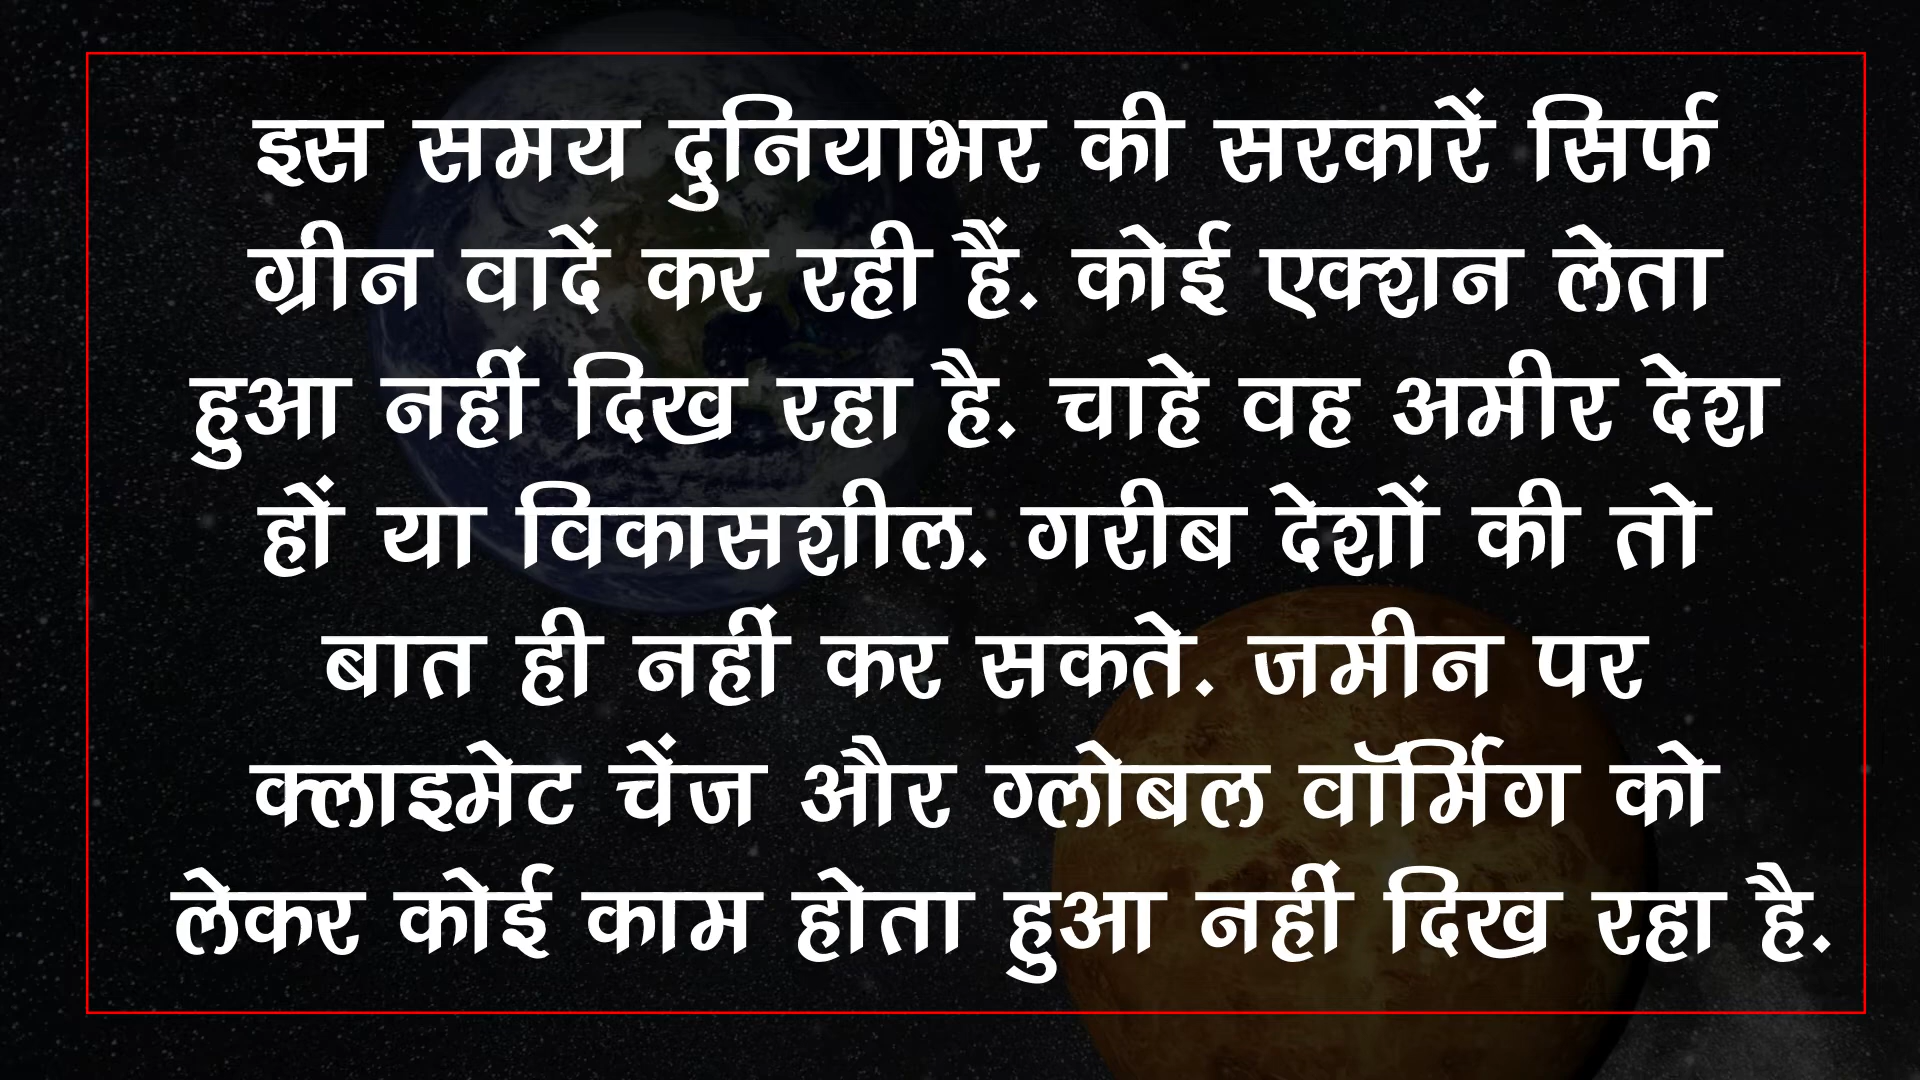 इस समय दुनियाभर की सरकारें सिर्फ
ग्रीन वादें कर रही हैं. कोई एक्शन लेता
हुआ नहीं दिख रहा है. चाहे वह अमीर देश
हों या विकासशील. गरीब देशों की तो
बात ही नहीं कर सकते. जमीन पर
क्लाइमेट चेंज और ग्लोबल वॉर्मिंग को
लेकर कोई काम होता हुआ नहीं दिख रहा है.